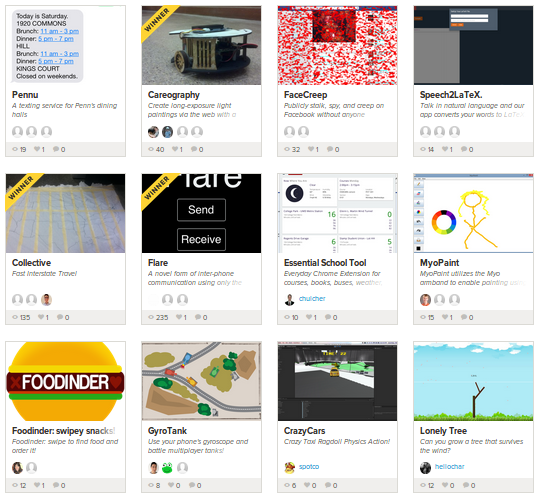 Today is Saturday.
1920 COMMONS
Brunch: 11 am - 3 pm
Dinner: 5 pm - 7 pm
HILL
Brunch: 11 am - 3 pm
Dinner: 5 pm - 7 pm
KINGS COURT
Closed on weekends.
Pennu
A texting service for Penn's dining
halls
19 1 0
WINNER
Careography
Create long-exposure light
paintings via the web with a
40 1 0
FaceCreep
Publicly stalk, spy, and creep on
Facebook without anyone
32 1 0
Speech2LaTeX.
Talk in natural language and our
app converts your words to LaTeX
14 1 0
WINNER
Collective
Fast Interstate Travel
135 1 0
WINNER
Flare
Send
Receive
Flare
A novel form of inter-phone
communication using only the
235 1 0
16
0
6
5
Essential School Tool
Everyday Chrome Extension for
courses, books, buses, weather,
chulcher
10 1 0
MyoPaint
MyoPaint utilizes the Myo
armband to enable painting
15 1 0
FOODINDER
Foodinder: swipey snacks!
Foodinder: swipe to find food and
order it!
12 1 0
GyroTank
Use your phone's gyroscope and
battle multiplayer tanks!
8 0 0
CrazyCars
Crazy Taxi Ragdoll Physics Action!
spotco
6 0 0
Lonely Tree
Can you grow a tree that survives
the wind?
hellochar
12 0 0